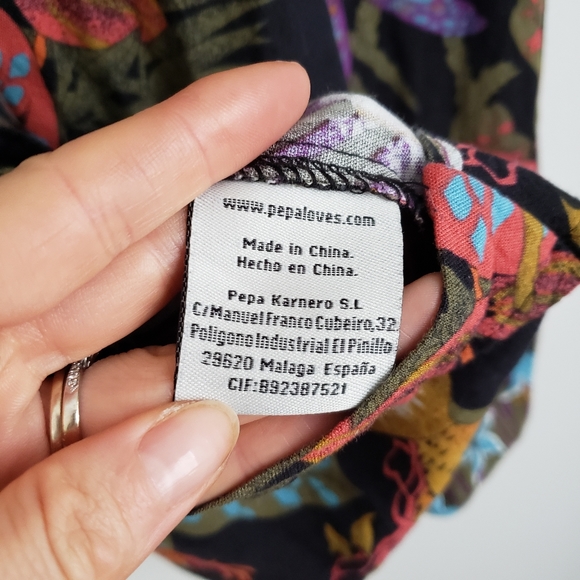 www.pepaloves.com
Made in China.
Hecho en China.
Pepa Karnero S.L
C/Manuel Franco Cubeiro,32
Poligono Industrial El Pinillo
29620 Malaga España
CIF:B92387521